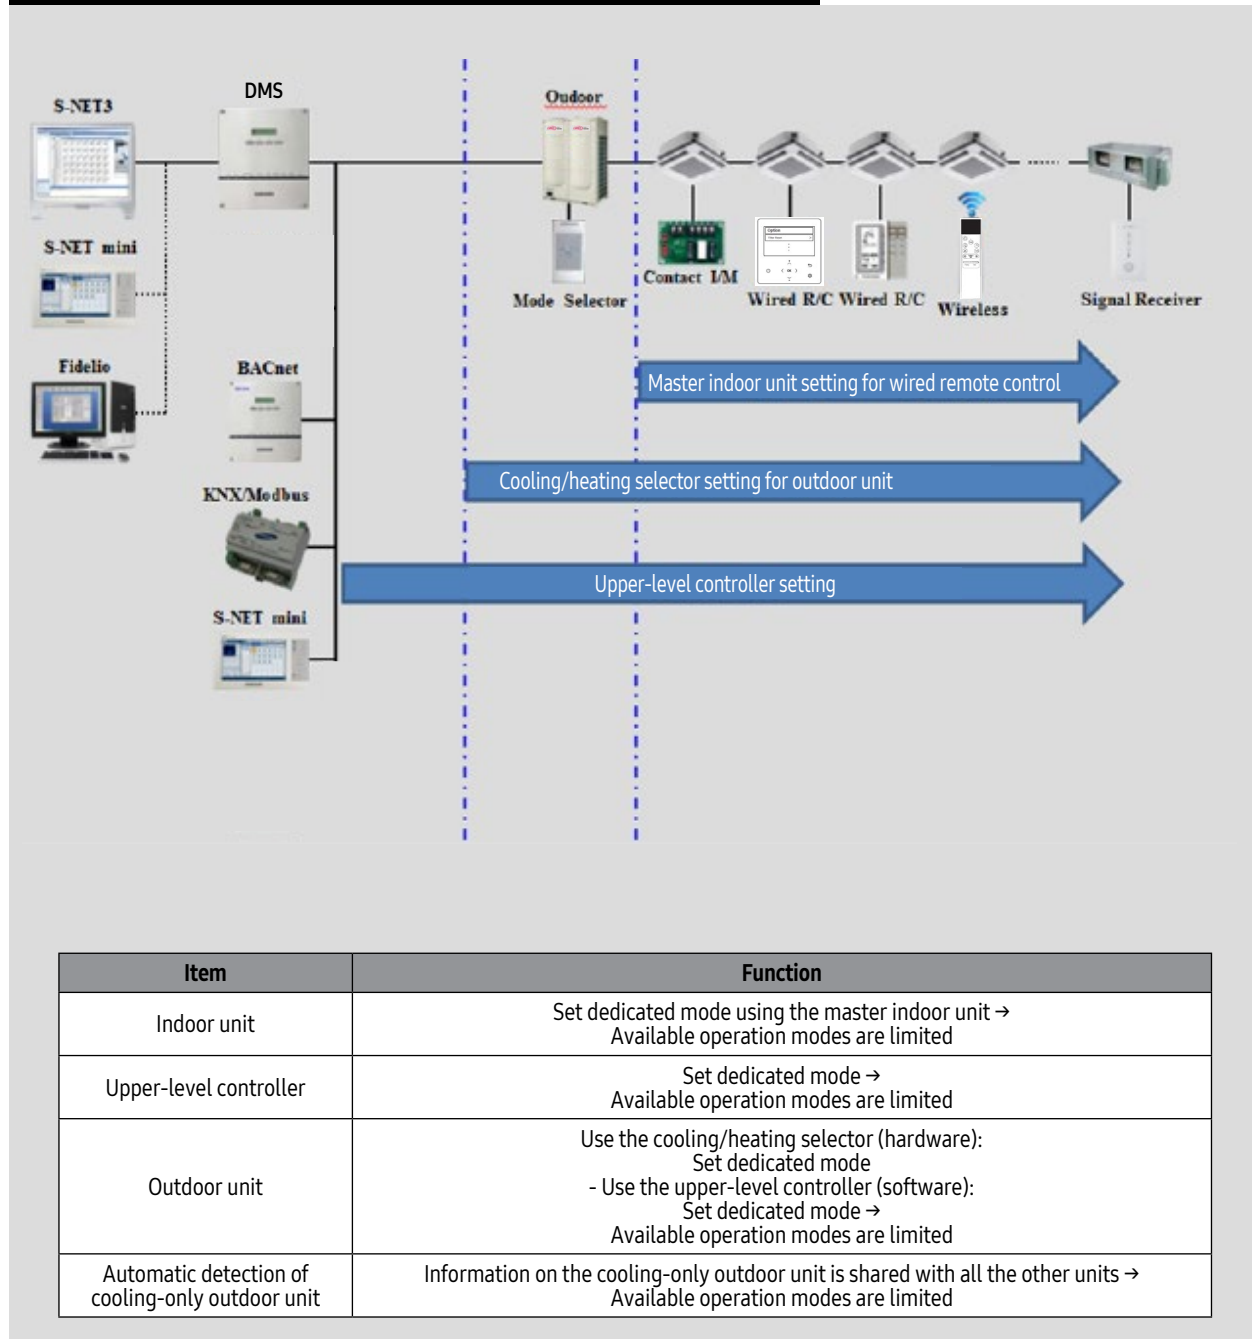 S-NET3
DMS
Oudoor
S-NET mini
Mode Selector
Contact I/M
Wired R/C
Wired R/C
Wireless
Signal Receiver
Fidelio
BACnet
Master indoor unit setting for wired remote control
Cooling/heating selector setting for outdoor unit
KNX/Modbus
Upper-level controller setting
S-NET mini
Item
Function
Indoor unit
Set dedicated mode using the master indoor unit →
Available operation modes are limited
Upper-level controller
Set dedicated mode →
Available operation modes are limited
Outdoor unit
Use the cooling/heating selector (hardware):
Set dedicated mode
- Use the upper-level controller (software):
Set dedicated mode →
Available operation modes are limited
Automatic detection of
cooling-only outdoor unit
Information on the cooling-only outdoor unit is shared with all the other units →
Available operation modes are limited